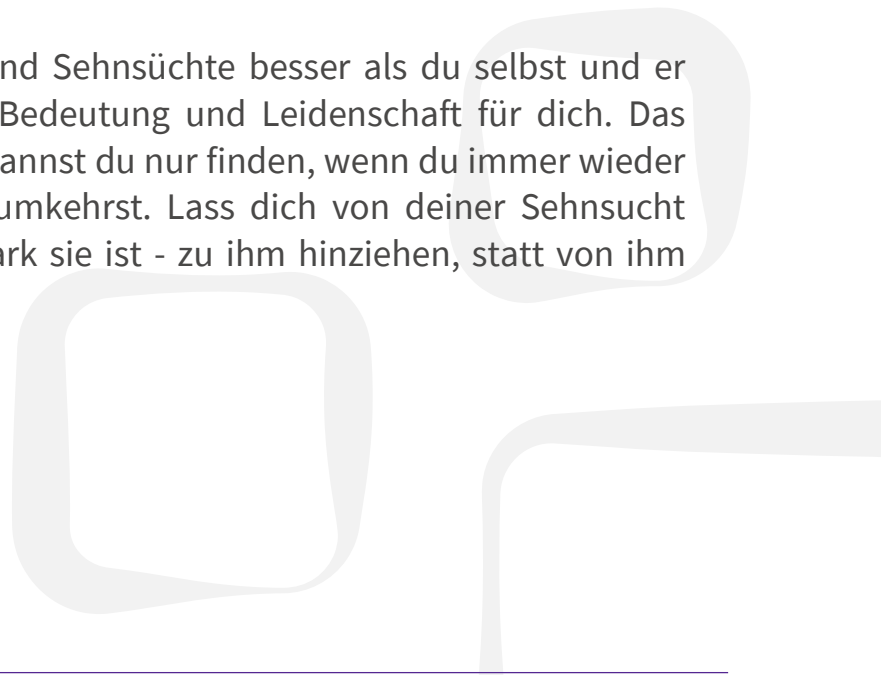 nd Sehnsüchte besser als du selbst und er
Bedeutung und Leidenschaft für dich. Das
annst du nur finden, wenn du immer wieder
umkehrst. Lass dich von deiner Sehnsucht
ark sie ist - zu ihm hinziehen, statt von ihm